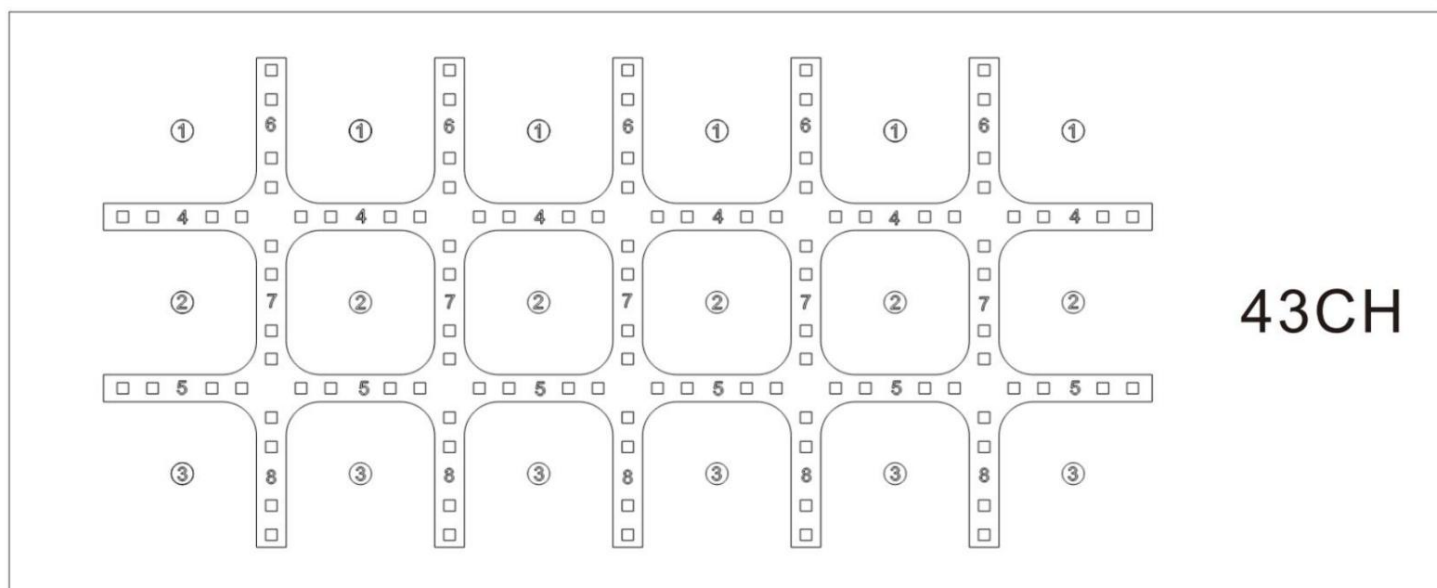 6 6 6 6 6
① ① ① ① ① ①
4 4 4 4 4 4
7 7 7 7 7
② ② ② ② ② ②
43CH
5 5 5 5 5 5
③ ③ ③ ③ ③ ③
8 8 8 8 8